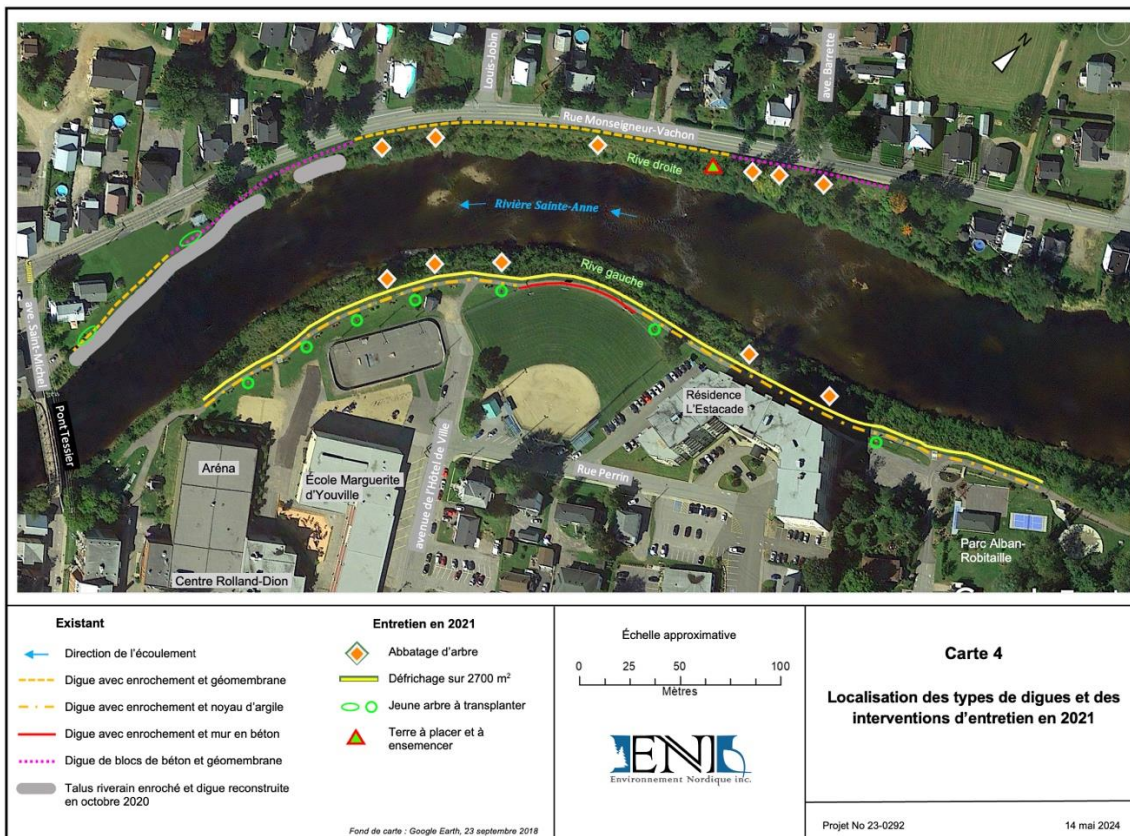 Louis-Jobin
ave. Barrette
N
Rue Monseigneur-Vachon
Rive droite
Rivière Sainte-Anne
Rive gauche
ave. Saint-Michel
Pont Tessier
Résidence
L'Estacade
Aréna
École Marguerite
d'Youville
avenue de l'Hôtel de Ville
Rue Perrin
Parc Alban-
Robitaille
Centre Rolland-Dion
Existant
Direction de l'écoulement
Digue avec enrochement et géomembrane
Digue avec enrochement et noyau d'argile
Digue avec enrochement et mur en béton
Digue de blocs de béton et géomembrane
Talus riverain enroché et digue reconstruite
en octobre 2020
Entretien en 2021
Abbatage d'arbre
Défrichage sur 2700 m²
Jeune arbre à transplanter
Terre à placer et à
ensemencer
Fond de carte : Google Earth, 23 septembre 2018
Échelle approximative
0 25 50 100
Mètres
ENI
Environnement Nordique inc.
Carte 4
Localisation des types de digues et des
interventions d'entretien en 2021
Projet No 23-0292 14 mai 2024